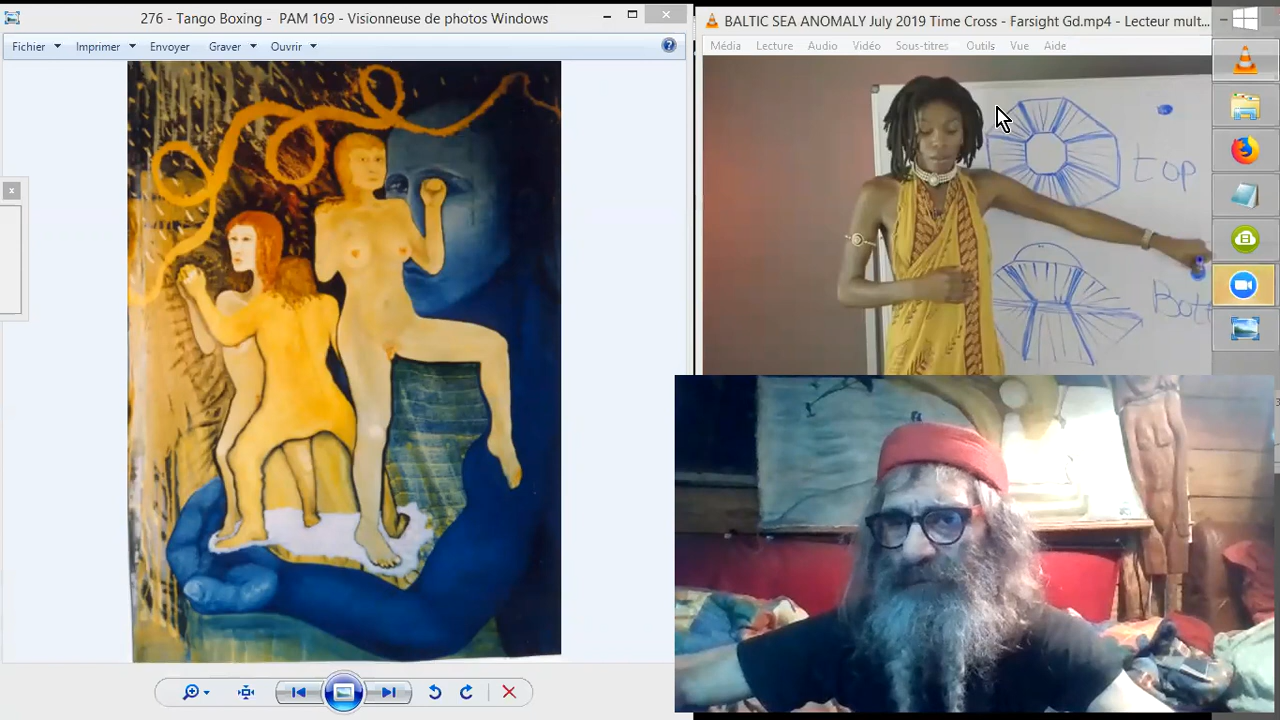 276 - Tango Boxing - PAM 169 - Visionneuse de photos Windows
Fichier Imprimer Envoyer Graver Ouvrir
BALTIC SEA ANOMALY July 2019 Time Cross - Farsight Gd.mp4 - Lecteur mult...
Média Lecture Audio Vidéo Sous-titres Outils Vue Aide
top
Bot